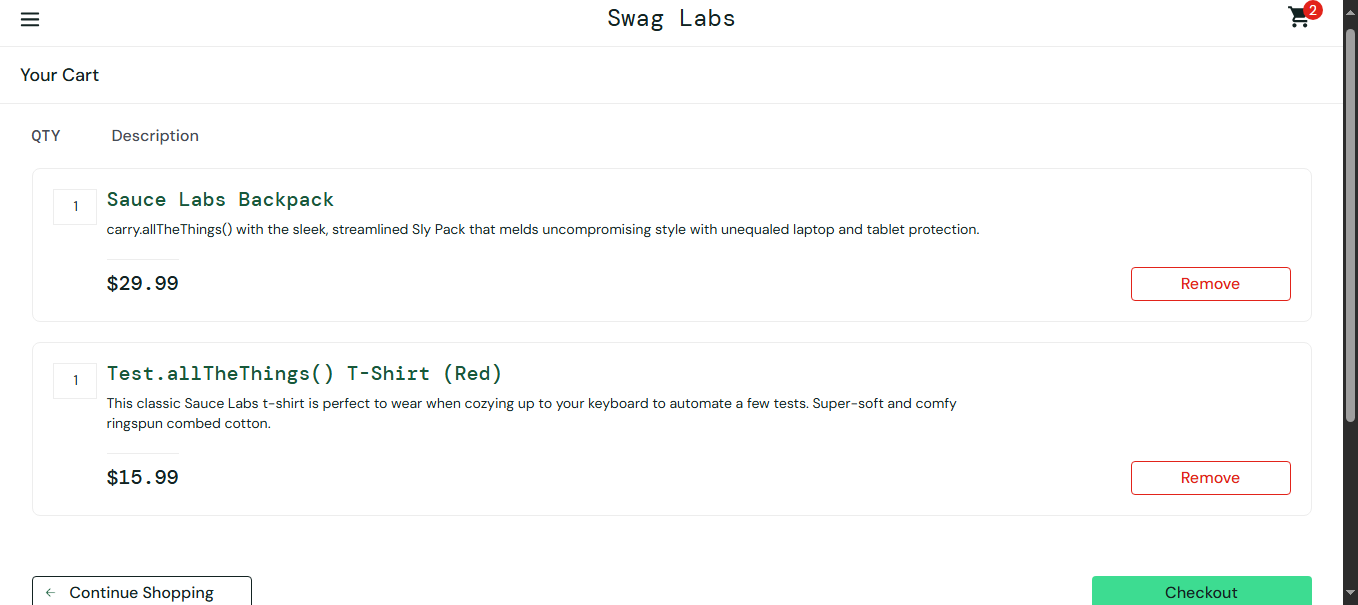 Swag Labs
2
Your Cart
QTY Description
1 Sauce Labs Backpack
carry.allTheThings() with the sleek, streamlined Sly Pack that melds uncompromising style with unequaled laptop and tablet protection.
$29.99 Remove
1 Test.allTheThings() T-Shirt (Red)
This classic Sauce Labs t-shirt is perfect to wear when cozying up to your keyboard to automate a few tests. Super-soft and comfy
ringspun combed cotton.
$15.99 Remove
Continue Shopping Checkout